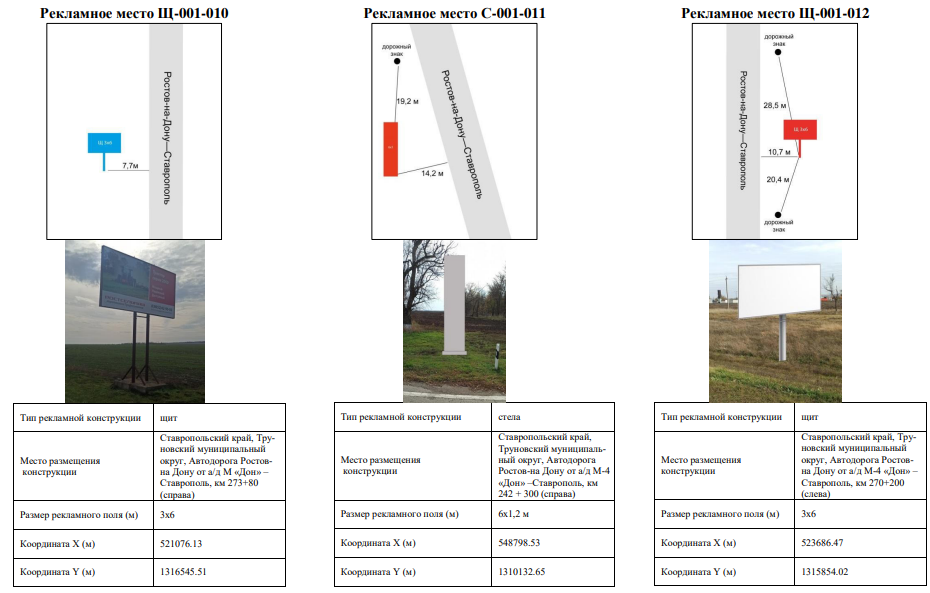 Рекламное место Щ-001-010
Ростов-на-Дону—Ставрополь
Щ 3х6
7,7м
Тип рекламной конструкции
щит
Место размещения
конструкции
Ставропольский край, Тру-
новский муниципальный
округ, Автодорога Ростов-
на Дону от а/д М «Дон» –
Ставрополь, км 273+80
(справа)
Размер рекламного поля (м)
3х6
Координата X (м)
521076.13
Координата Y (м)
1316545.51
Рекламное место С-001-011
дорожный
знак
19,2 м
Ростов-на-Дону—Ставрополь
14,2 м
Тип рекламной конструкции
стела
Место размещения
конструкции
Ставропольский край,
Труновский муниципаль-
ный округ, Автодорога
Ростов-на Дону от а/д М-4
«Дон» –Ставрополь, км
242 + 300 (справа)
Размер рекламного поля (м)
6х1,2 м
Координата X (м)
548798.53
Координата Y (м)
1310132.65
Рекламное место Щ-001-012
дорожный
знак
Ростов-на-Дону—Ставрополь
28,5 м
Щ 3х6
10,7 м
20,4 м
дорожный
знак
Тип рекламной конструкции
щит
Место размещения
конструкции
Ставропольский край, Тру-
новский муниципальный
округ, Автодорога Ростов-
на Дону от а/д М-4 «Дон» –
Ставрополь, км 270+200
(слева)
Размер рекламного поля (м)
3х6
Координата X (м)
523686.47
Координата Y (м)
1315854.02